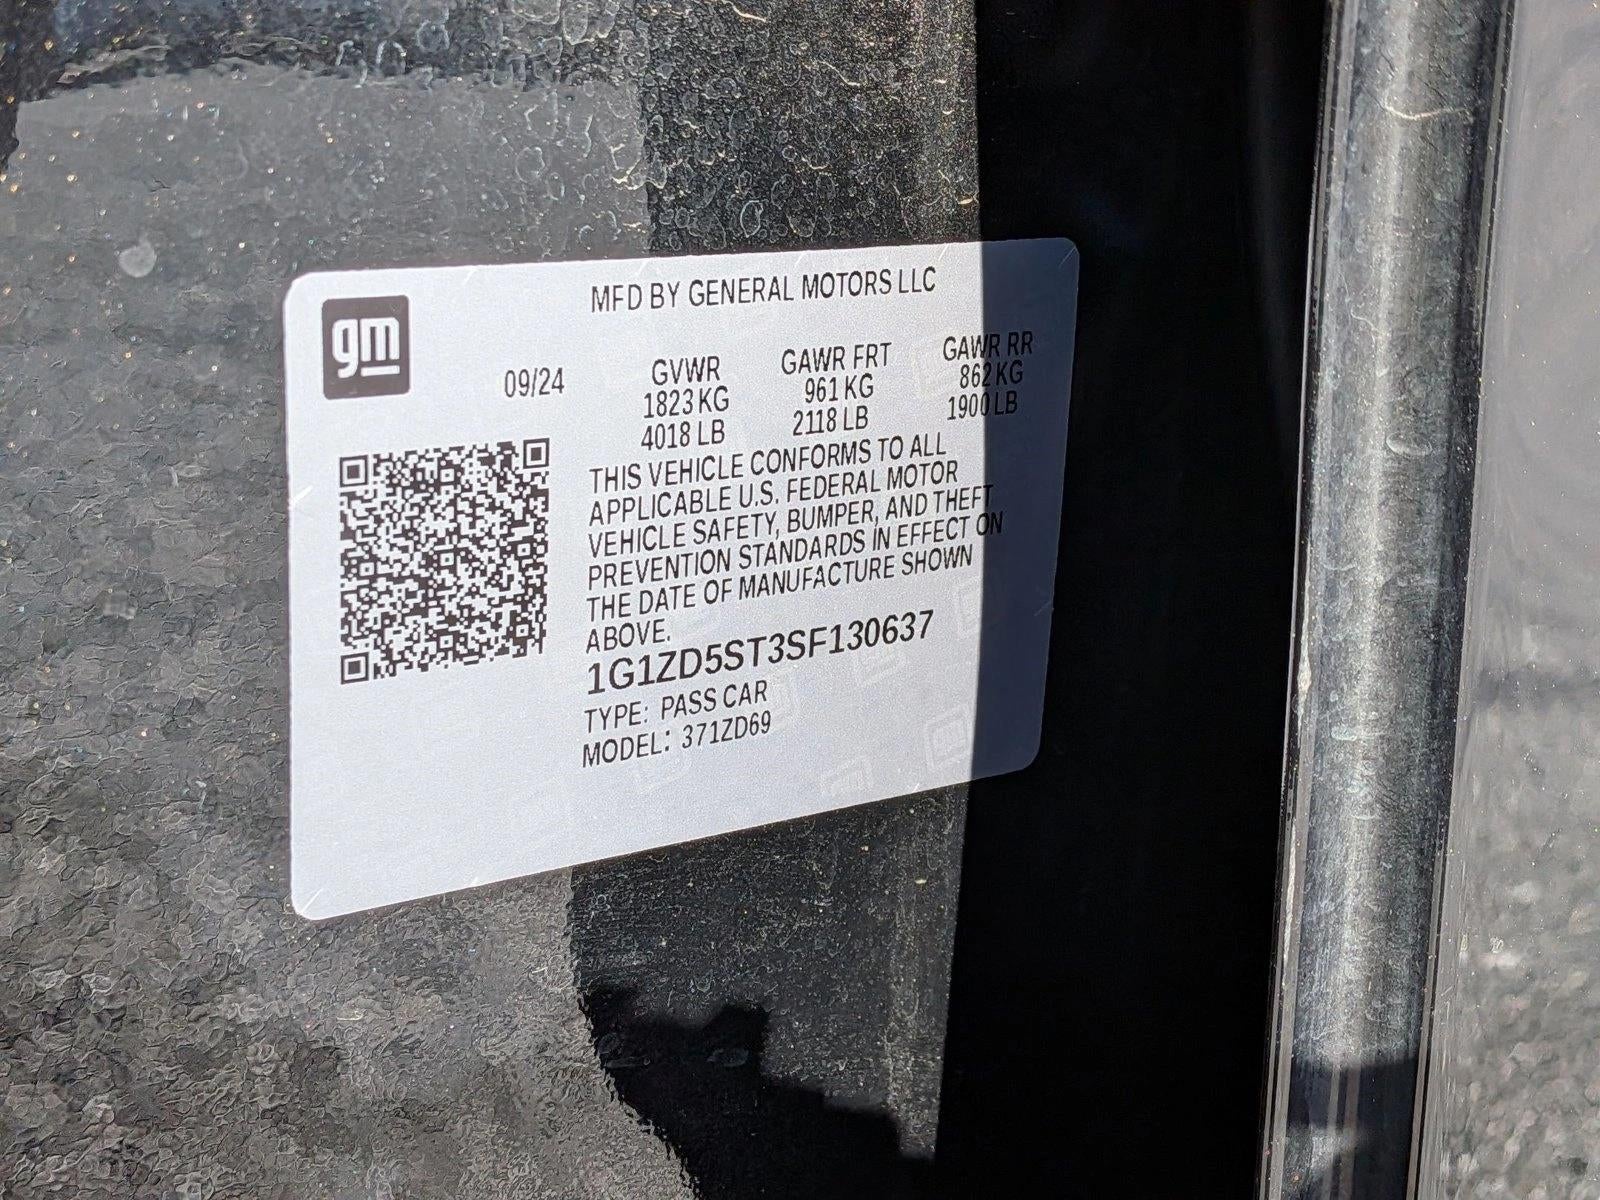 gm
MFD BY GENERAL MOTORS LLC
09/24
GVWR GAWR FRT GAWR RR
1823 KG 961 KG 862 KG
4018 LB 2118 LB 1900 LB
THIS VEHICLE CONFORMS TO ALL
APPLICABLE U.S. FEDERAL MOTOR
VEHICLE SAFETY, BUMPER, AND THEFT
PREVENTION STANDARDS IN EFFECT ON
THE DATE OF MANUFACTURE SHOWN
ABOVE.
1G1ZD5ST3SF130637
TYPE: PASS CAR
MODEL: 371ZD69